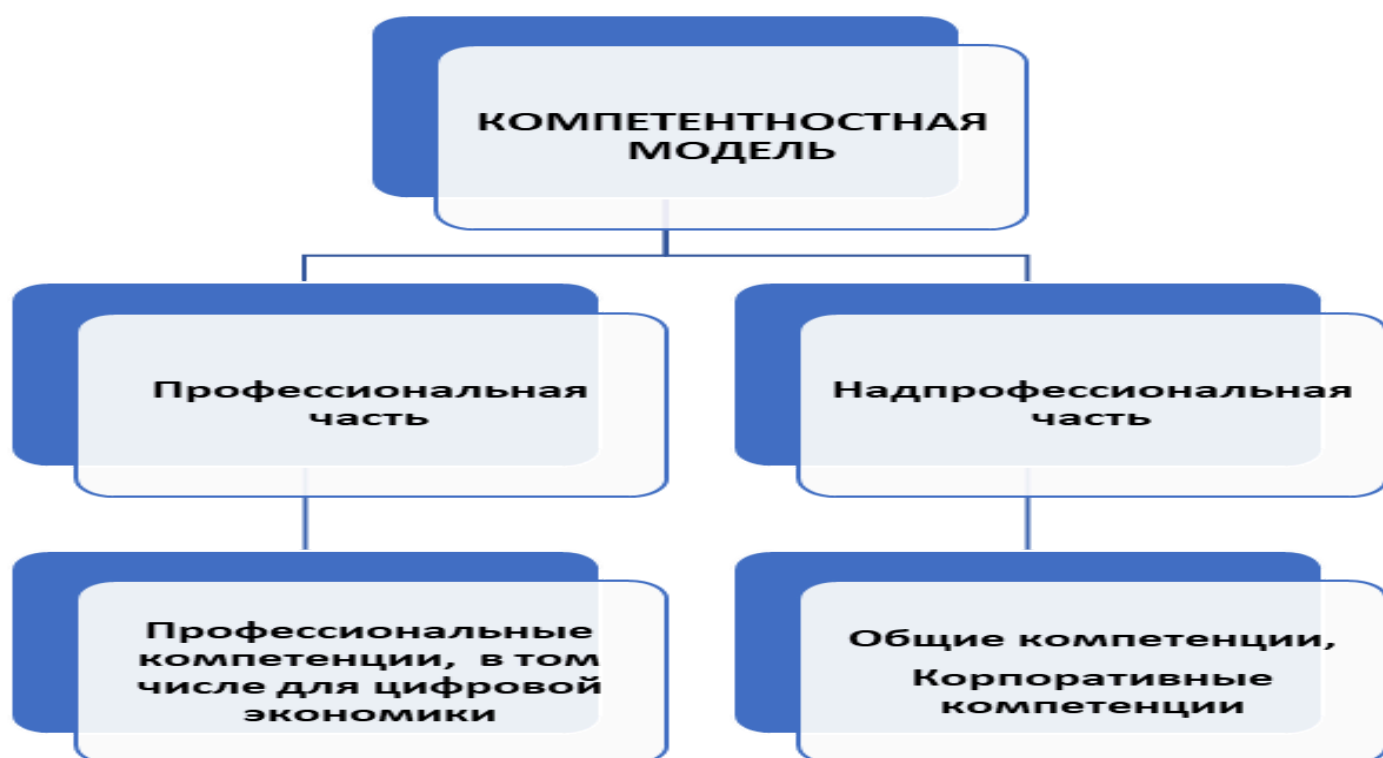 КОМПЕТЕНТНОСТНАЯ
МОДЕЛЬ
Профессиональная
часть
Надпрофессиональная
часть
Профессиональные
компетенции,  в том
числе для цифровой
экономики
Общие компетенции,
Корпоративные
компетенции